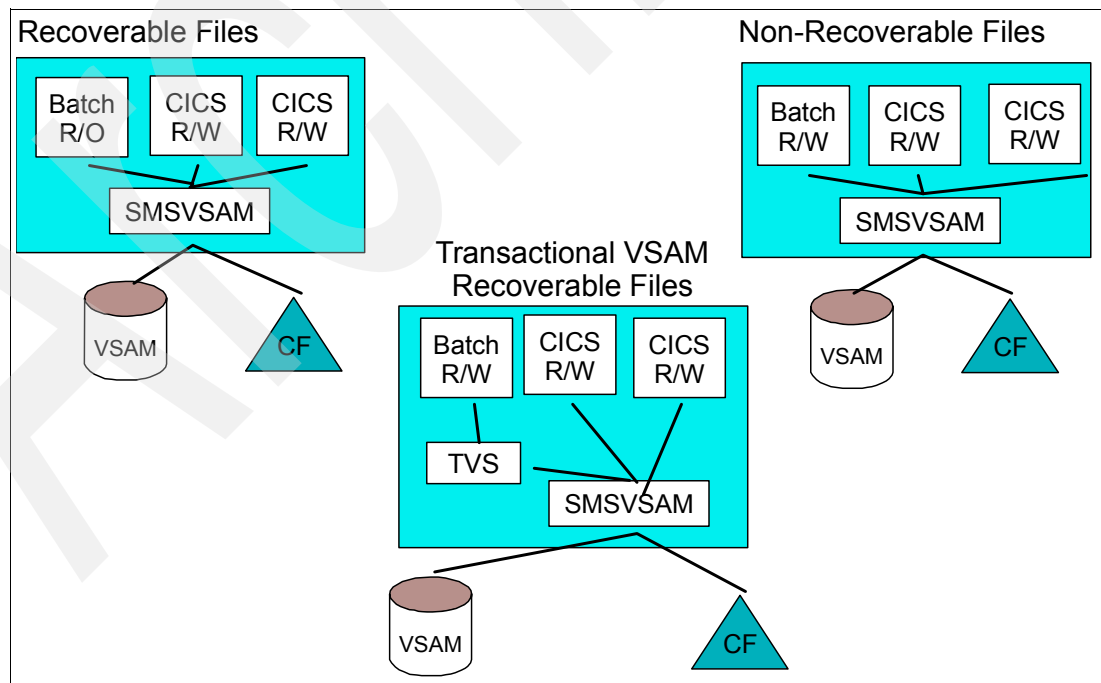 Recoverable Files
Batch
R/O
CICS
R/W
CICS
R/W
SMSVSAM
VSAM
CF
Non-Recoverable Files
Batch
R/W
CICS
R/W
CICS
R/W
SMSVSAM
VSAM
CF
Transactional VSAM
Recoverable Files
Batch
R/W
CICS
R/W
CICS
R/W
TVS
SMSVSAM
VSAM
CF